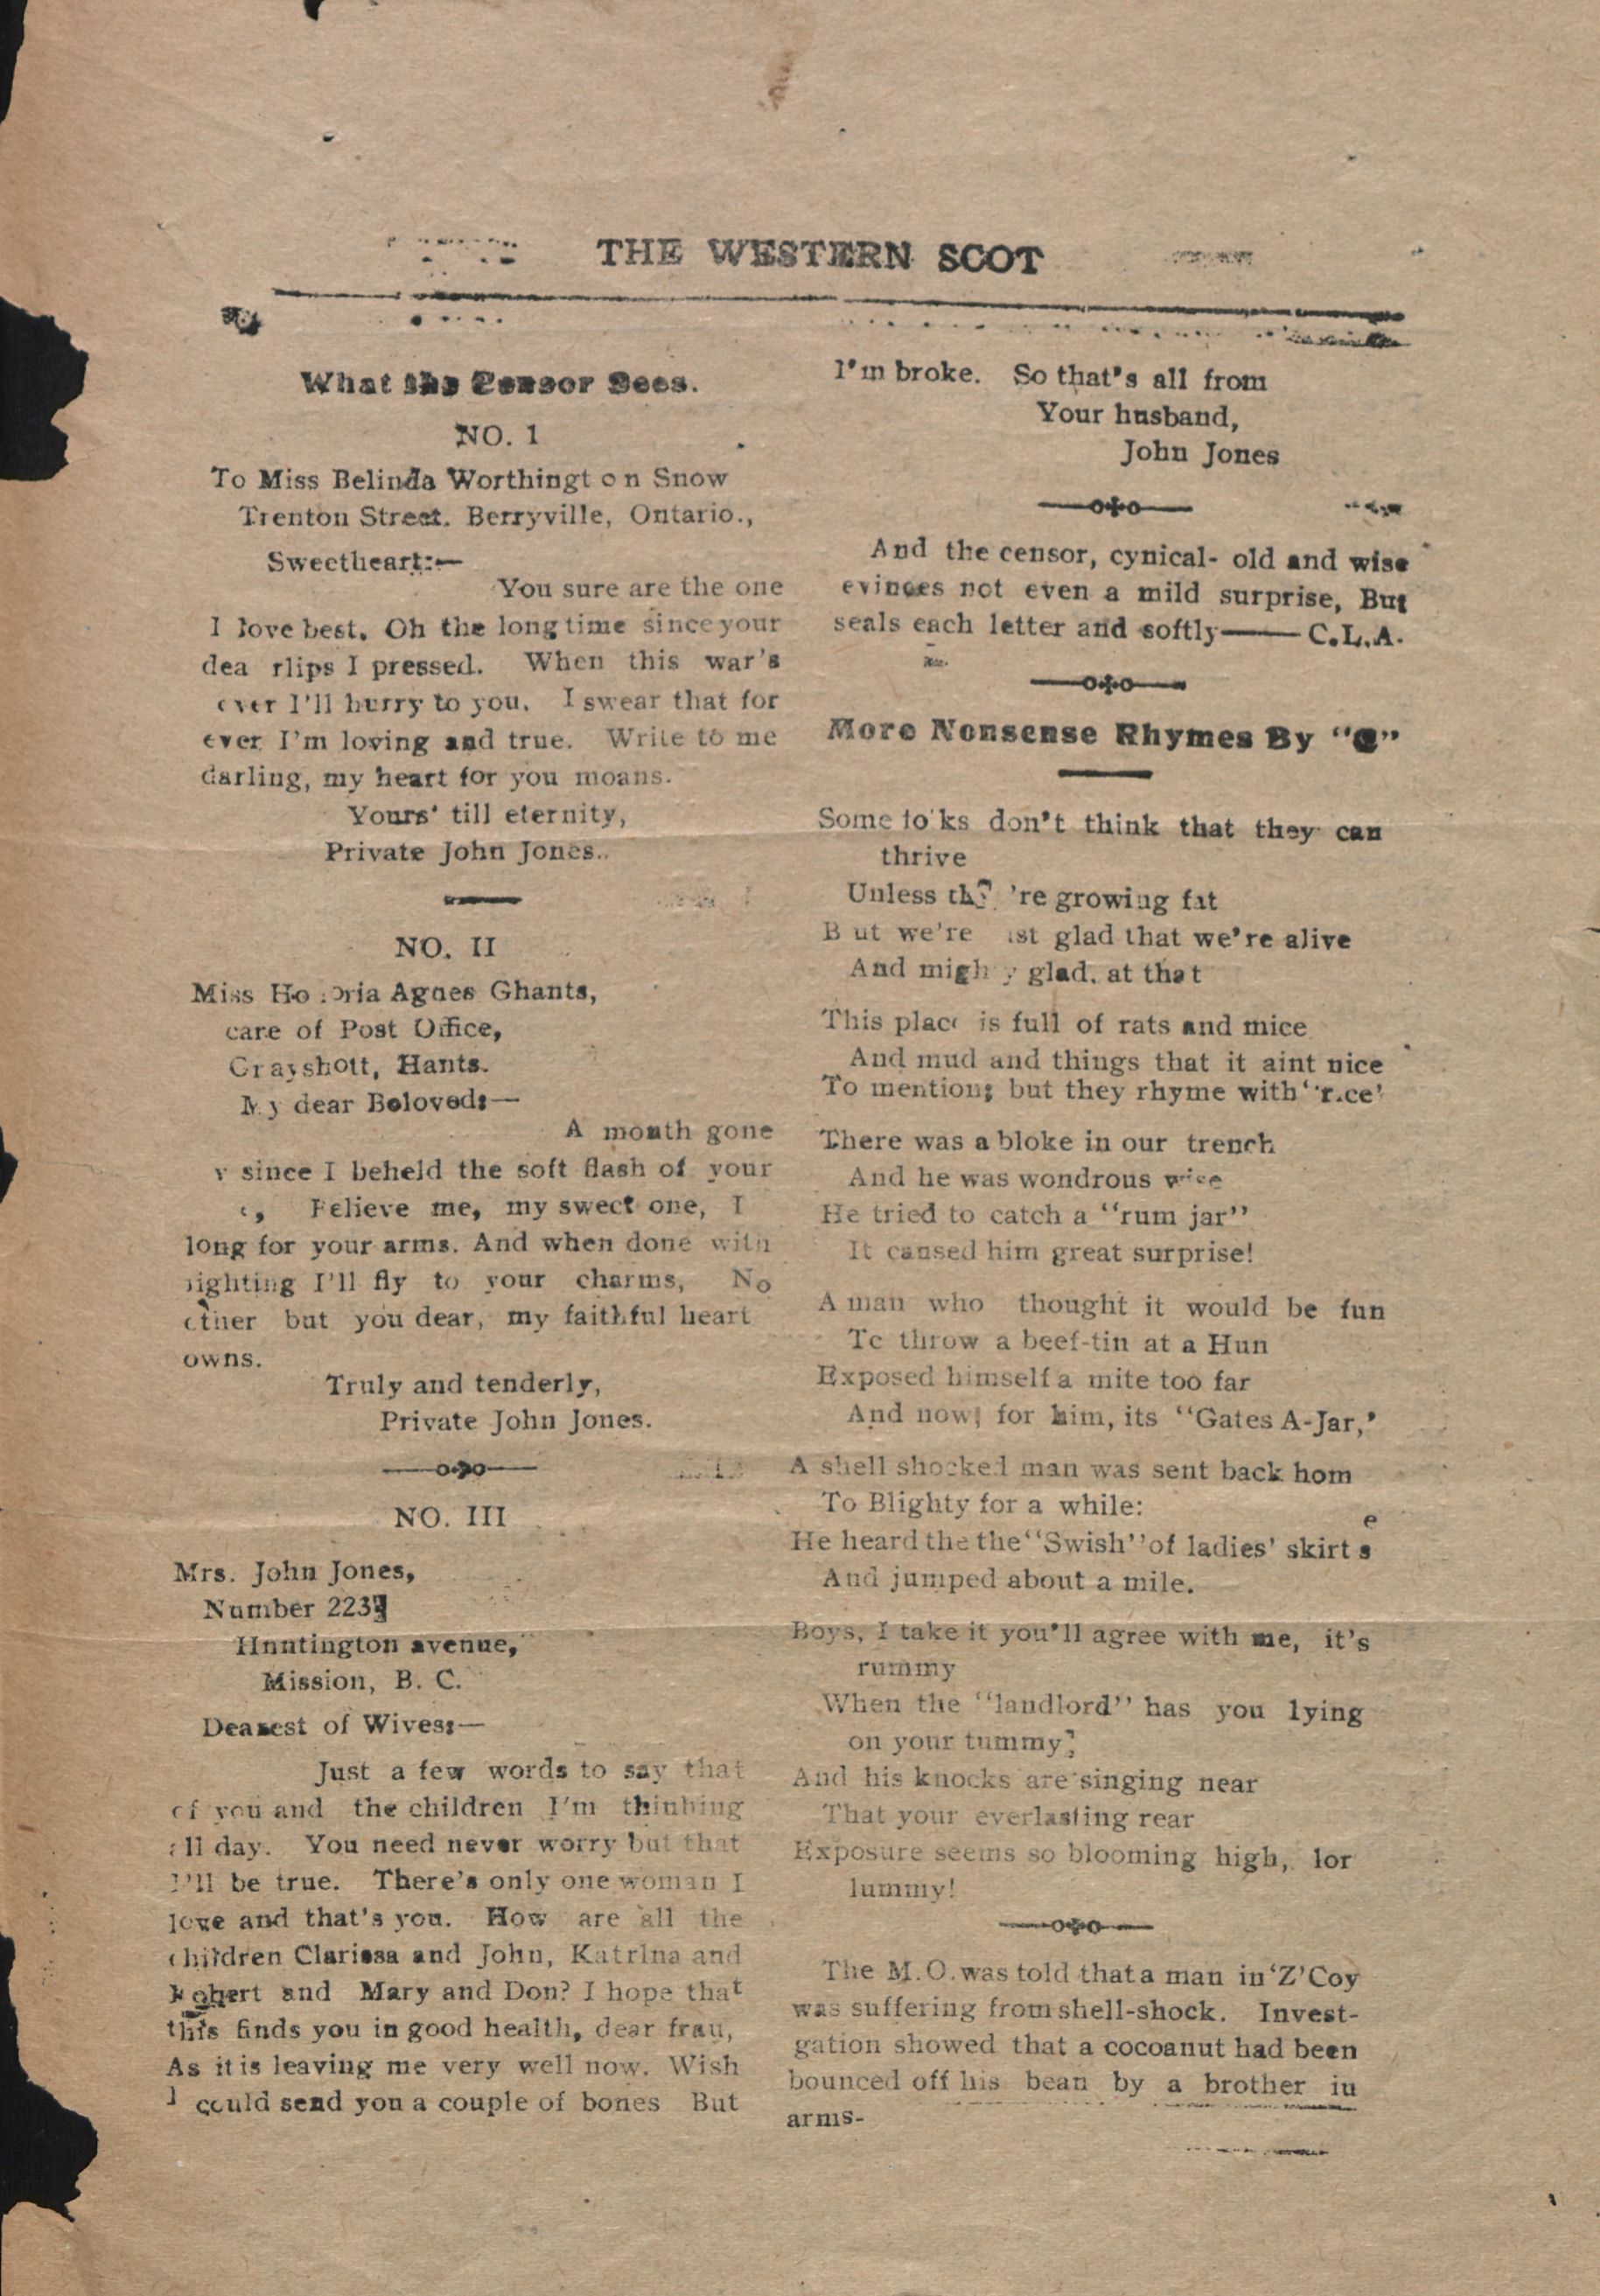 THE WESTERN SCOT
What the Censor Sees.
NO. 1
To Miss Belinda Worthington Snow
Trenton Street. Berryville, Ontario.,
Sweetheart:—
You sure are the one
I love best. Oh the long time since your
dea rlips I pressed. When this war's
over I'll hurry to you. I swear that for
ever I'm loving and true. Write to me
darling, my heart for you moans.
Yours' till eternity,
Private John Jones..
NO. II
Miss Ho oria Agnes Ghants,
care of Post Office,
Grayshott, Hants.
My dear Beloved:—
A month gone
y since I beheld the soft flash of your
, Believe me, my sweet one, I
long for your arms. And when done with
fighting I'll fly to your charms, No
other but you dear, my faithful heart
owns.
Truly and tenderly,
Private John Jones.
NO. III
Mrs. John Jones,
Number 223
Huntington avenue,
Mission, B. C.
Dearest of Wives:—
Just a few words to say that
of you and the children I'm thinhing
all day. You need never worry but that
I'll be true. There's only one woman I
love and that's you. How are all the
children Clarissa and John, Katrina and
Robert and Mary and Don? I hope that
this finds you in good health, dear frau,
As it is leaving me very well now. Wish
I could send you a couple of bones But
I'm broke. So that's all from
Your husband,
John Jones
And the censor, cynical- old and wise
evinces not even a mild surprise, But
seals each letter and softly—— C.L.A.
More Nonsense Rhymes By "C"
Some fo ks don't think that they can
thrive
Unless the 're growing fat
B ut we're ust glad that we're alive
And migh y glad. at that
This place is full of rats and mice
And mud and things that it aint nice
To mention; but they rhyme with 'rice'
There was a bloke in our trench
And he was wondrous wise
He tried to catch a "rum jar"
It caused him great surprise!
A man who thought it would be fun
To throw a beef-tin at a Hun
Exposed himself a mite too far
And now; for him, its "Gates A-Jar,'
A shell shocked man was sent back hom e
To Blighty for a while:
He heard the the "Swish" of ladies' skirt s
And jumped about a mile.
Boys, I take it you'll agree with me, it's
rummy
When the "landlord" has you lying
on your tummy;
And his knocks are singing near
That your everlasting rear
Exposure seems so blooming high, lor
lummy!
The M.O. was told that a man in 'Z' Coy
was suffering from shell-shock. Invest-
gation showed that a cocoanut had been
bounced off his bean by a brother in
arms-